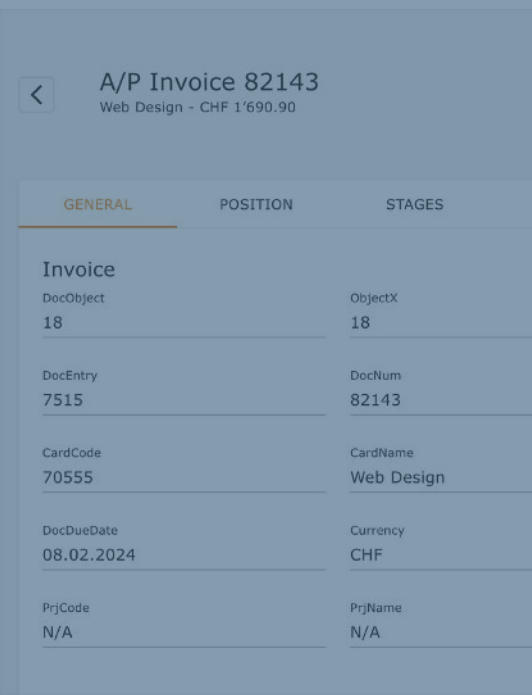 A/P Invoice 82143
Web Design - CHF 1’690.90
GENERAL POSITION STAGES
Invoice
DocObject ObjectX
18 18
DocEntry DocNum
7515 82143
CardCode CardName
70555 Web Design
DocDueDate Currency
08.02.2024 CHF
PrjCode PrjName
N/A N/A